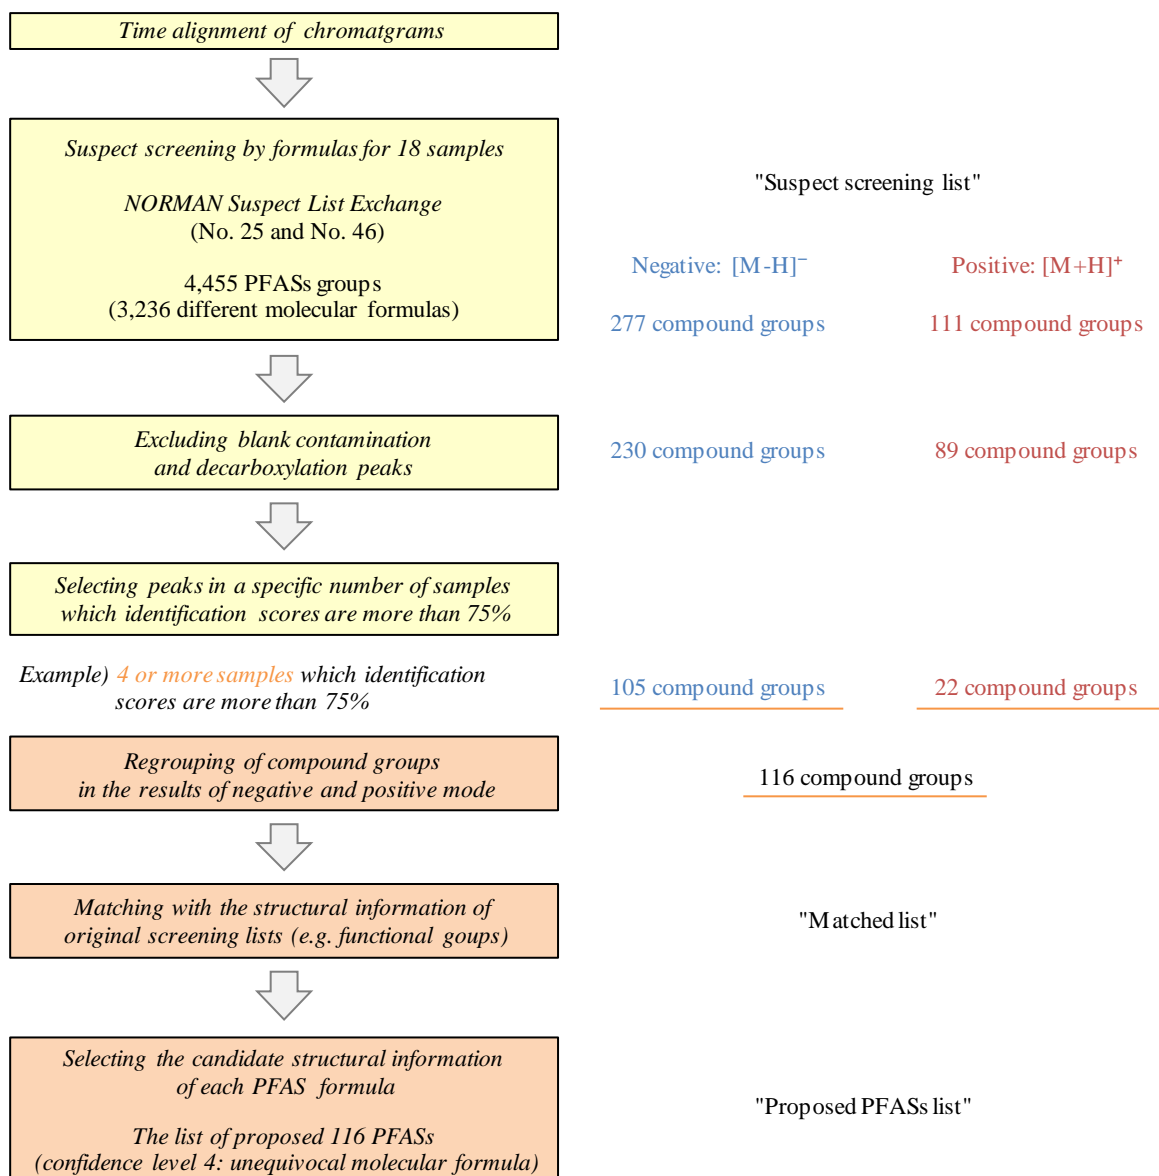 Time alignment of chromatgrams
Suspect screening by formulas for 18 samples
NORMAN Suspect List Exchange
(No. 25 and No. 46)
4,455 PFASs groups
(3,236 different molecular formulas)
"Suspect screening list"
Negative: [M-H]⁻
Positive: [M+H]⁺
277 compound groups
111 compound groups
Excluding blank contamination
and decarboxylation peaks
230 compound groups
89 compound groups
Selecting peaks in a specific number of samples
which identification scores are more than 75%
Example) 4 or more samples which identification
scores are more than 75%
105 compound groups
22 compound groups
Regrouping of compound groups
in the results of negative and positive mode
116 compound groups
Matching with the structural information of
original screening lists (e.g. functional goups)
"Matched list"
Selecting the candidate structural information
of each PFAS formula
The list of proposed 116 PFASs
(confidence level 4: unequivocal molecular formula)
"Proposed PFASs list"